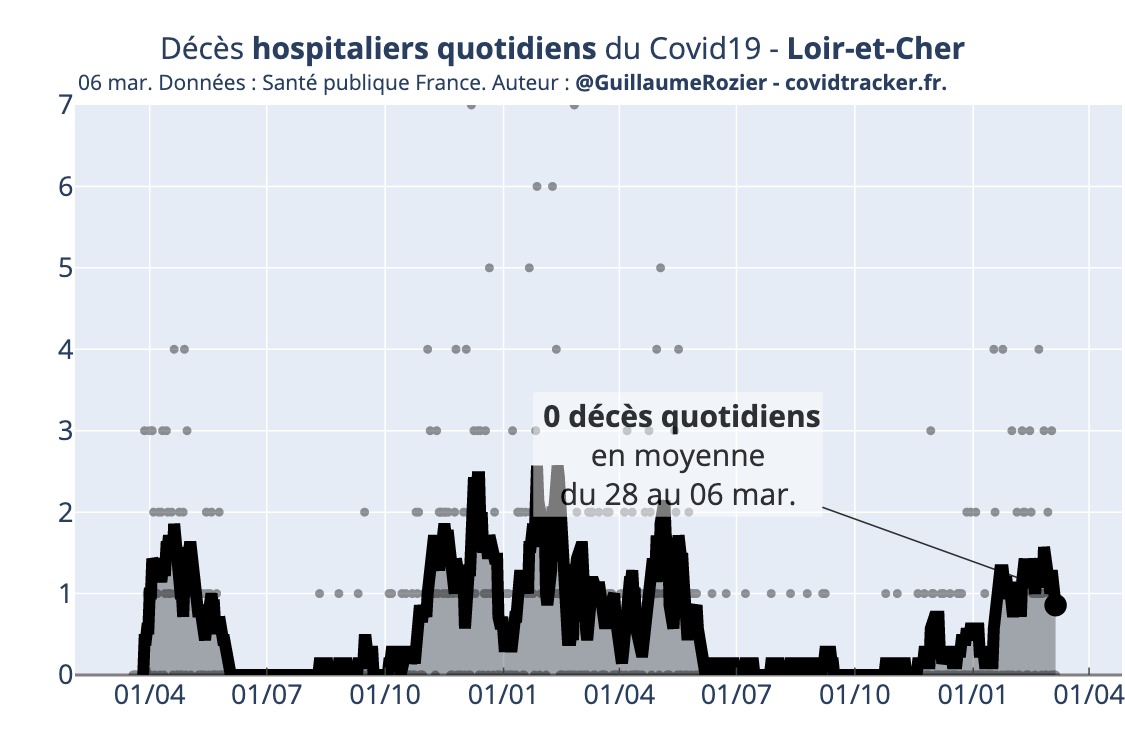 Décès hospitaliers quotidiens du Covid19 - Loir-et-Cher
06 mar. Données : Santé publique France. Auteur : @GuillaumeRozier - covidtracker.fr.
7
6
5
4
3
2
1
0
0 décès quotidiens
en moyenne
du 28 au 06 mar.
01/04 01/07 01/10 01/01 01/04 01/07 01/10 01/01 01/04